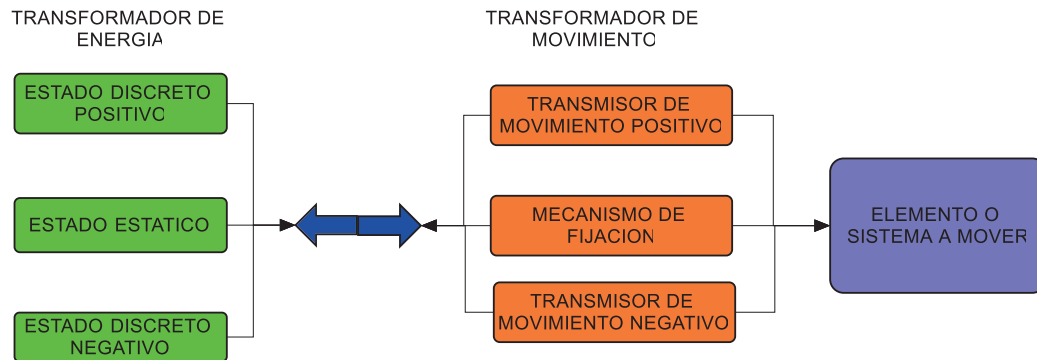 TRANSFORMADOR DE
ENERGIA
TRANSFORMADOR DE
MOVIMIENTO
ESTADO DISCRETO
POSITIVO
ESTADO ESTATICO
ESTADO DISCRETO
NEGATIVO
TRANSMISOR DE
MOVIMIENTO POSITIVO
MECANISMO DE
FIJACION
TRANSMISOR DE
MOVIMIENTO NEGATIVO
ELEMENTO O
SISTEMA A MOVER